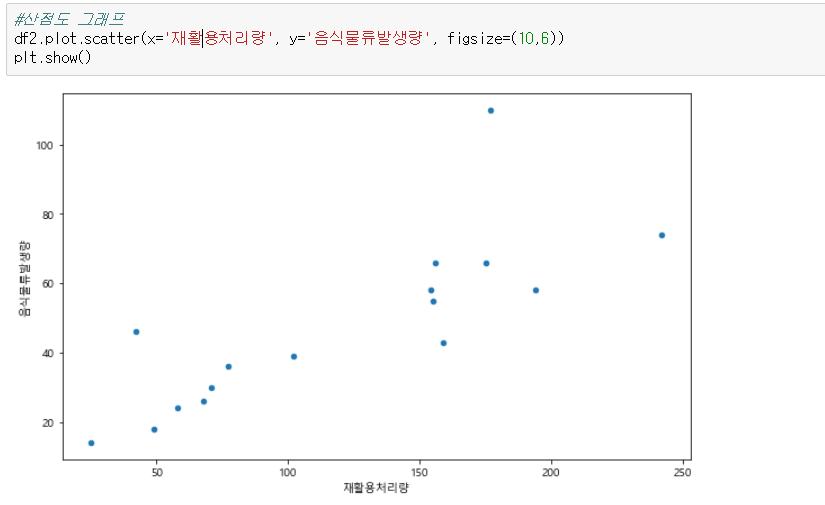 #산점도 그래프
df2.plot.scatter(x='재활용처리량', y='음식물류발생량', figsize=(10,6))
plt.show()
100
80
60
40
20
음식물류발생량
50 100 150 200 250
재활용처리량